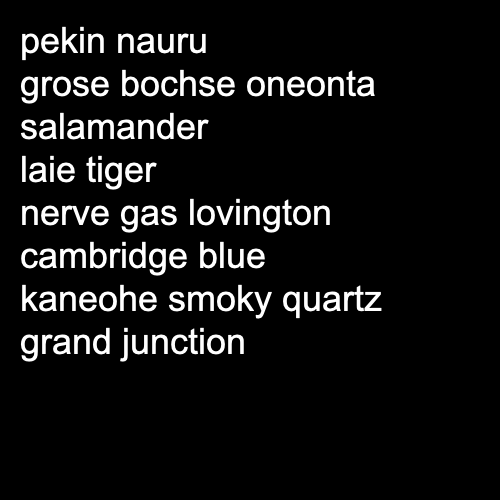 pekin nauru
grose bochse oneonta
salamander
laie tiger
nerve gas lovington
cambridge blue
kaneohe smoky quartz
grand junction